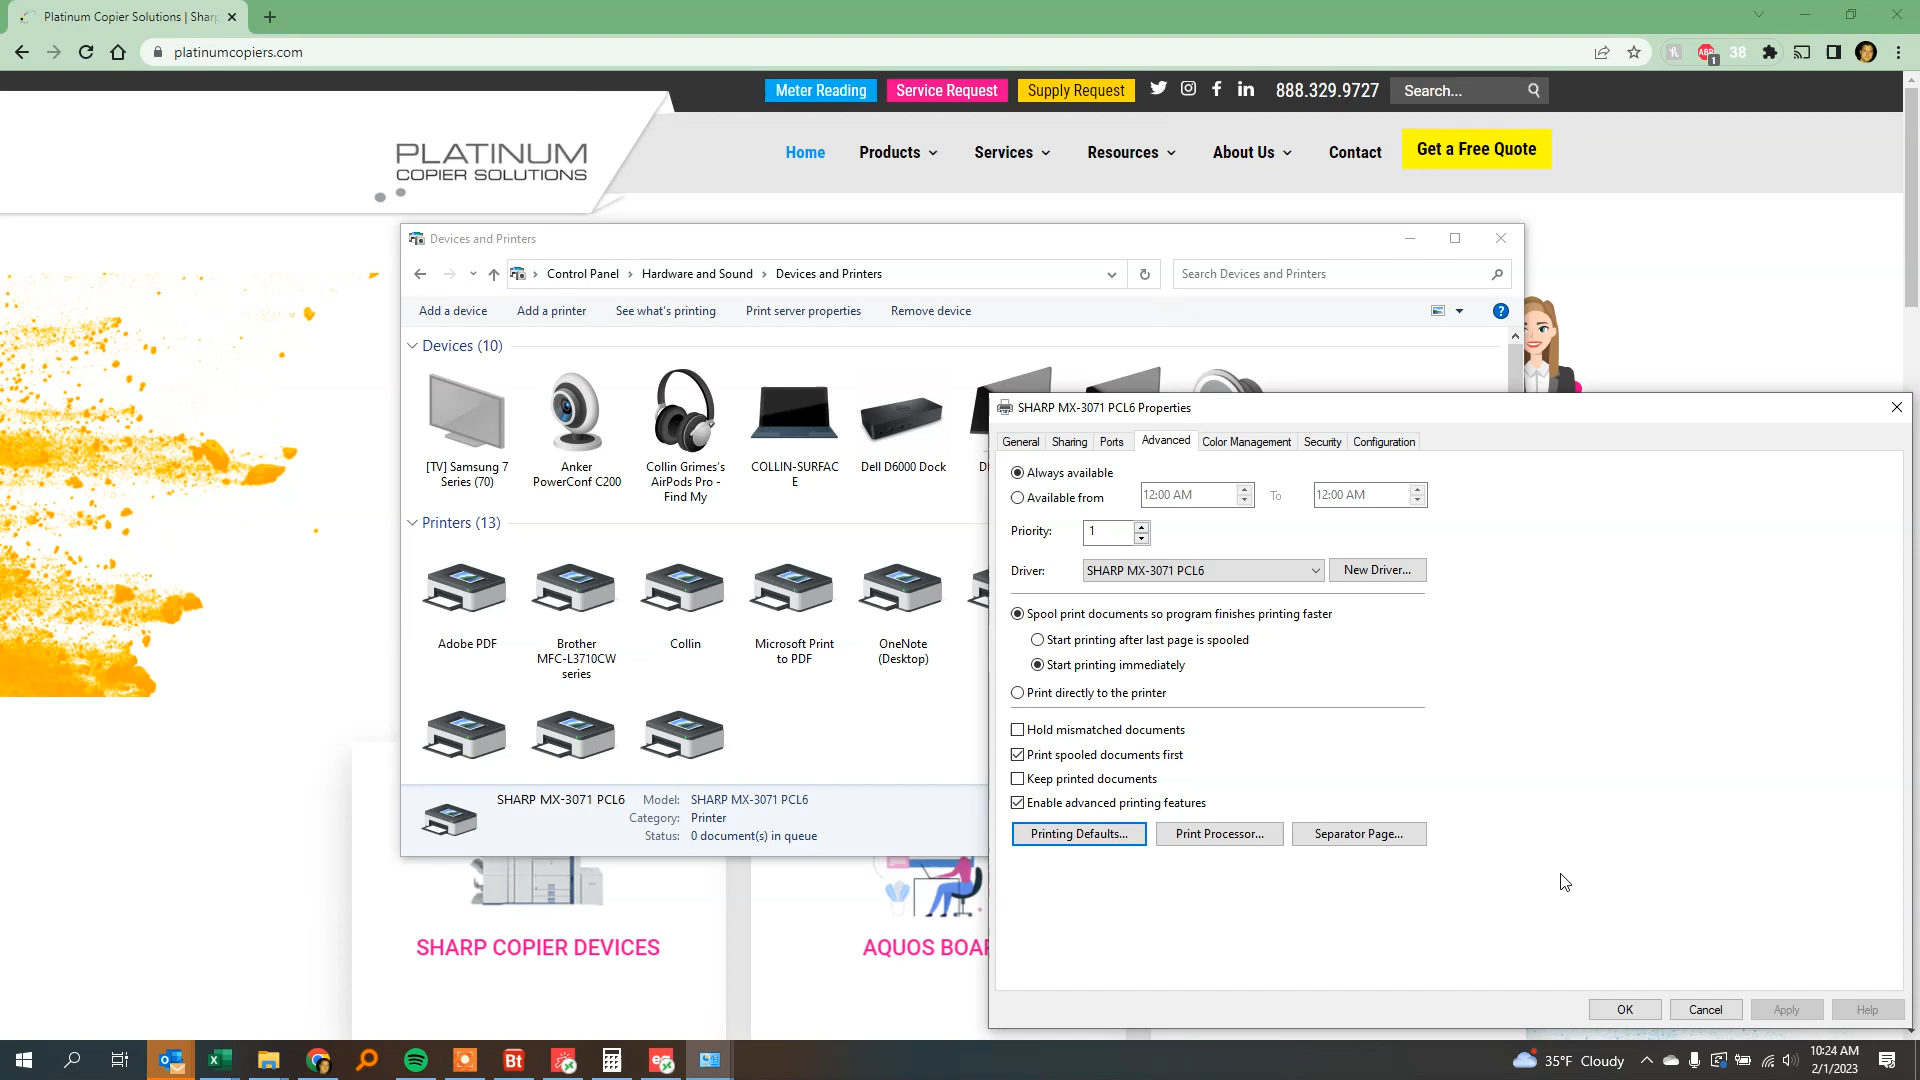 Platinum Copier Solutions | Shar
platinumcopiers.com
ABP
1
38
Meter Reading
Service Request
Supply Request
888.329.9727
Search...
PLATINUM
COPIER SOLUTIONS
Home
Products
Services
Resources
About Us
Contact
Get a Free Quote
Devices and Printers
Control Panel
Hardware and Sound
Devices and Printers
Search Devices and Printers
Add a device
Add a printer
See what's printing
Print server properties
Remove device
Devices (10)
[TV] Samsung 7
Series (70)
Anker
PowerConf C200
Collin Grimes's
AirPods Pro -
Find My
COLLIN-SURFAC
E
Dell D6000 Dock
Printers (13)
Adobe PDF
Brother
MFC-L3710CW
series
Collin
Microsoft Print
to PDF
OneNote
(Desktop)
SHARP MX-3071 PCL6
Model: SHARP MX-3071 PCL6
Category: Printer
Status: 0 document(s) in queue
SHARP MX-3071 PCL6 Properties
General
Sharing
Ports
Advanced
Color Management
Security
Configuration
Always available
Available from
12:00 AM
To
12:00 AM
Priority:
1
Driver:
SHARP MX-3071 PCL6
New Driver...
Spool print documents so program finishes printing faster
Start printing after last page is spooled
Start printing immediately
Print directly to the printer
Hold mismatched documents
Print spooled documents first
Keep printed documents
Enable advanced printing features
Printing Defaults...
Print Processor...
Separator Page...
OK
Cancel
Apply
Help
SHARP COPIER DEVICES
AQUOS BOA
Bt
35°F Cloudy
10:24 AM
2/1/2023